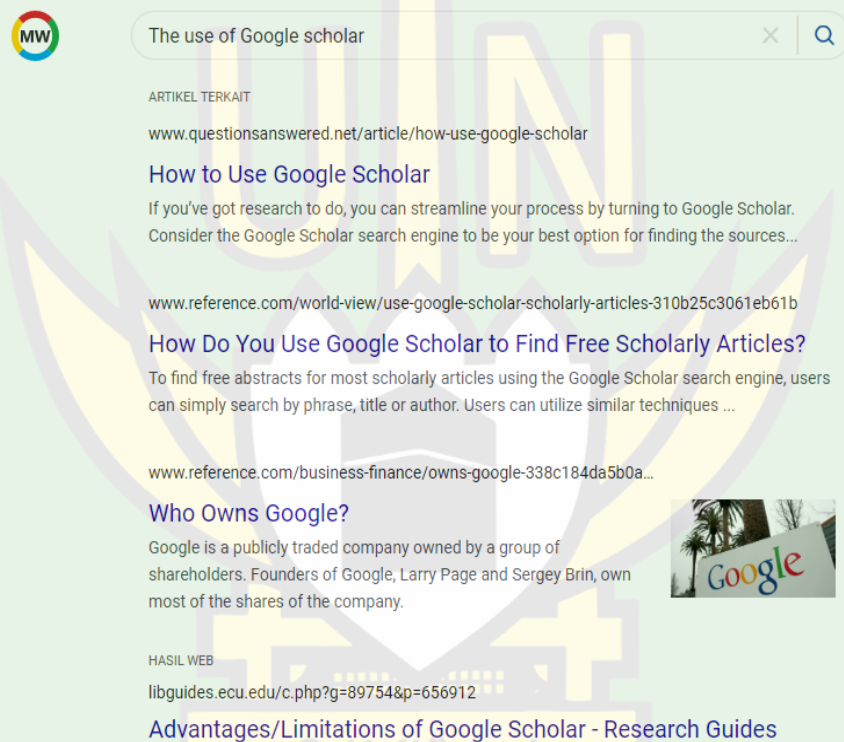 MW
The use of Google scholar
ARTIKEL TERKAIT
www.questionsanswered.net/article/how-use-google-scholar
How to Use Google Scholar
If you've got research to do, you can streamline your process by turning to Google Scholar.
Consider the Google Scholar search engine to be your best option for finding the sources...
www.reference.com/world-view/use-google-scholar-scholarly-articles-310b25c3061eb61b
How Do You Use Google Scholar to Find Free Scholarly Articles?
To find free abstracts for most scholarly articles using the Google Scholar search engine, users
can simply search by phrase, title or author. Users can utilize similar techniques ...
www.reference.com/business-finance/owns-google-338c184da5b0a...
Who Owns Google?
Google is a publicly traded company owned by a group of
shareholders. Founders of Google, Larry Page and Sergey Brin, own
most of the shares of the company.
Google
HASIL WEB
libguides.ecu.edu/c.php?g=89754&p=656912
Advantages/Limitations of Google Scholar - Research Guides
UIN